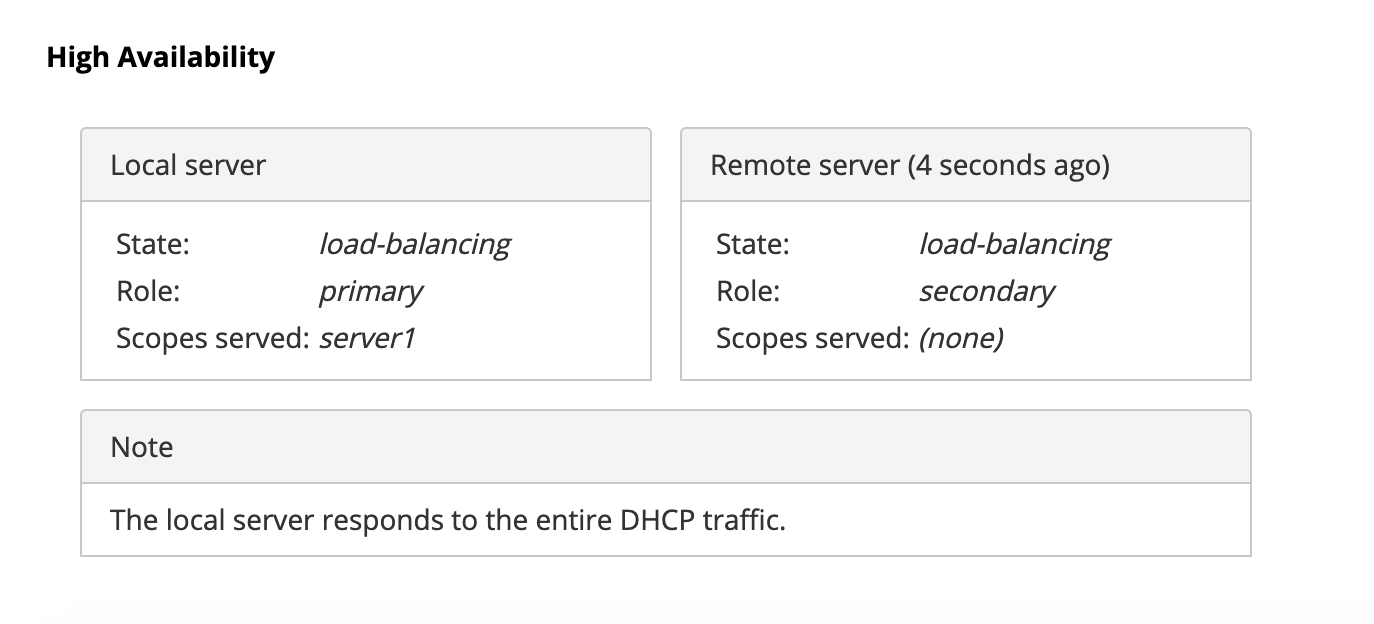 High Availability
Local server
State: load-balancing
Role: primary
Scopes served: server1
Remote server (4 seconds ago)
State: load-balancing
Role: secondary
Scopes served: (none)
Note
The local server responds to the entire DHCP traffic.